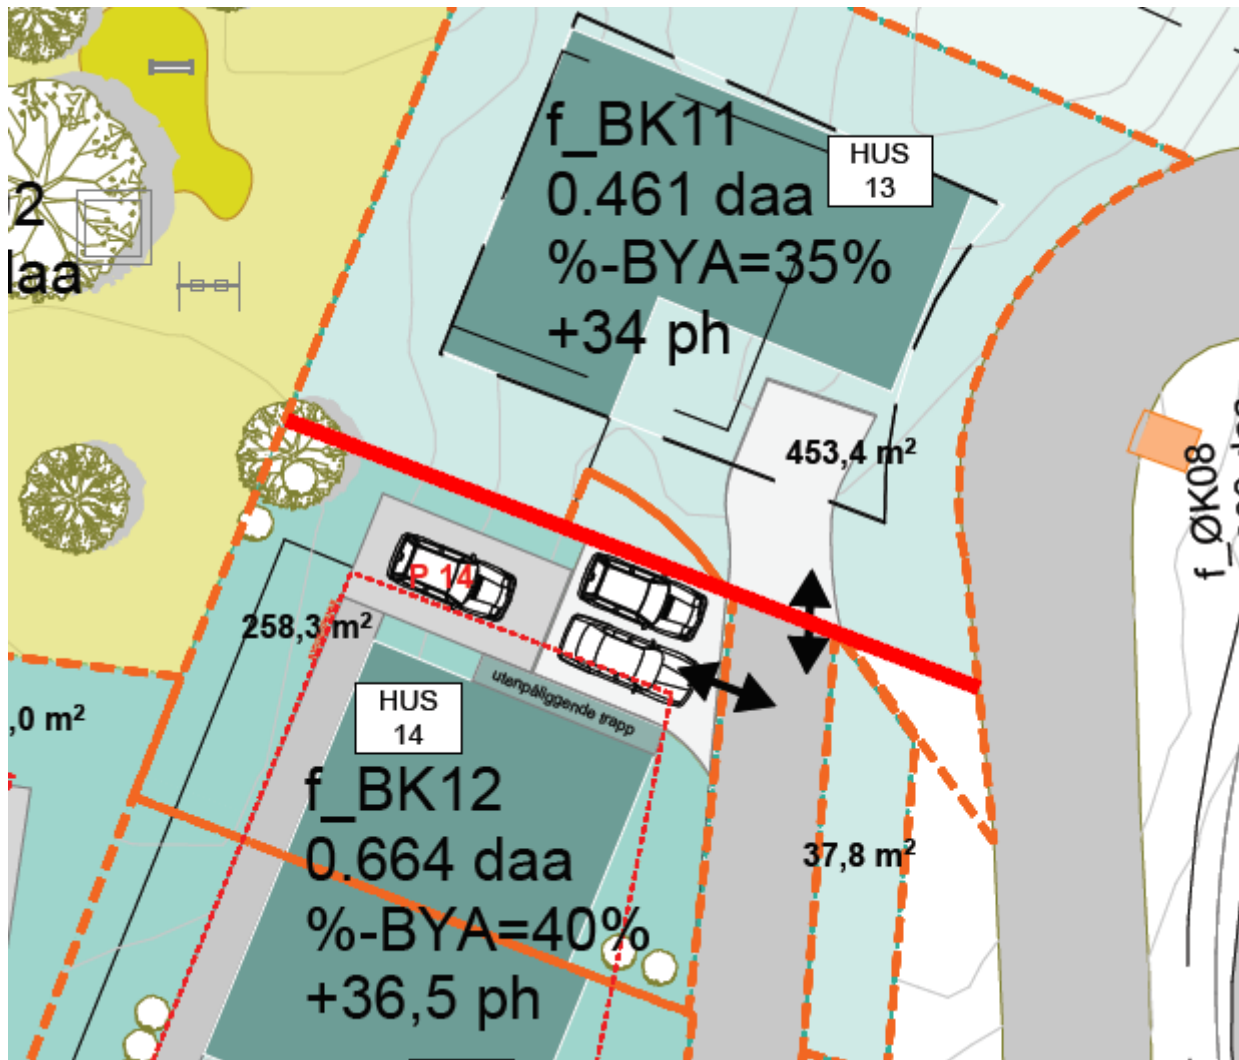 f_BK11
0.461 daa
%-BYA=35%
+34 ph
HUS
13
2
daa
453,4 m²
f_ØK08
P 14
258,3 m²
utenpåliggende trapp
HUS
14
,0 m²
f_BK12
0.664 daa
%-BYA=40%
+36,5 ph
37,8 m²